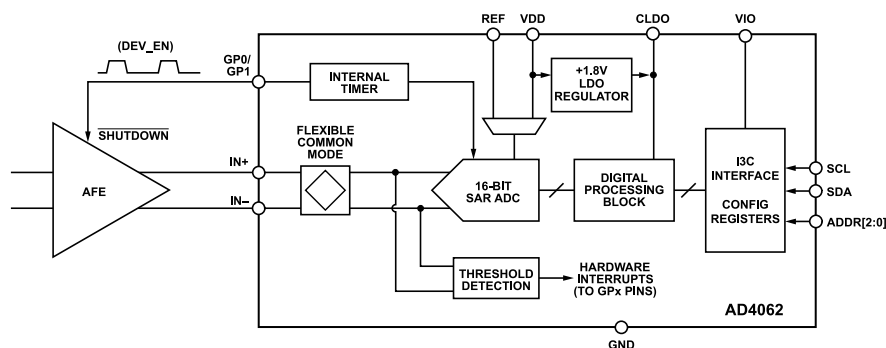 REF VDD CLDO VIO
(DEV_EN)
GP0/
GP1
INTERNAL
TIMER
+1.8V
LDO
REGULATOR
SHUTDOWN
FLEXIBLE
COMMON
MODE
IN+
AFE
IN–
16-BIT
SAR ADC
DIGITAL
PROCESSING
BLOCK
I3C
INTERFACE
CONFIG
REGISTERS
SCL
SDA
ADDR[2:0]
THRESHOLD
DETECTION
HARDWARE
INTERRUPTS
(TO GPx PINS)
AD4062
GND